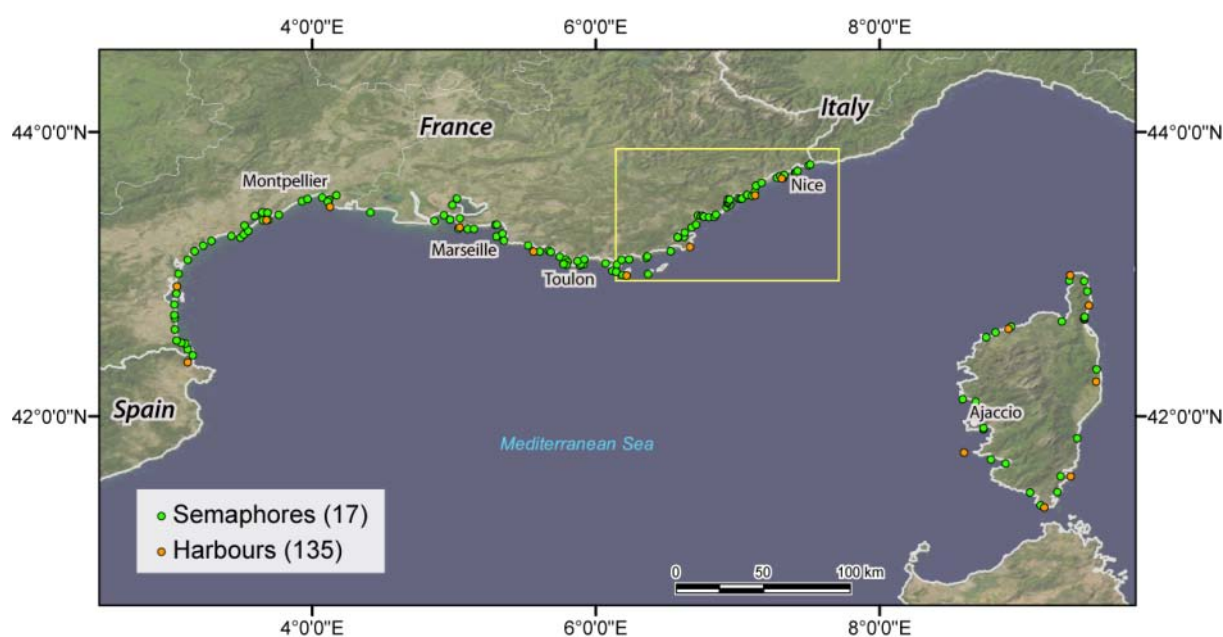 4°0'0"E 6°0'0"E 8°0'0"E
44°0'0"N 44°0'0"N
Italy
France
Montpellier
Nice
Marseille
Toulon
42°0'0"N 42°0'0"N
Spain
Ajaccio
Mediterranean Sea
Semaphores (17)
Harbours (135)
0 50 100 km
4°0'0"E 6°0'0"E 8°0'0"E